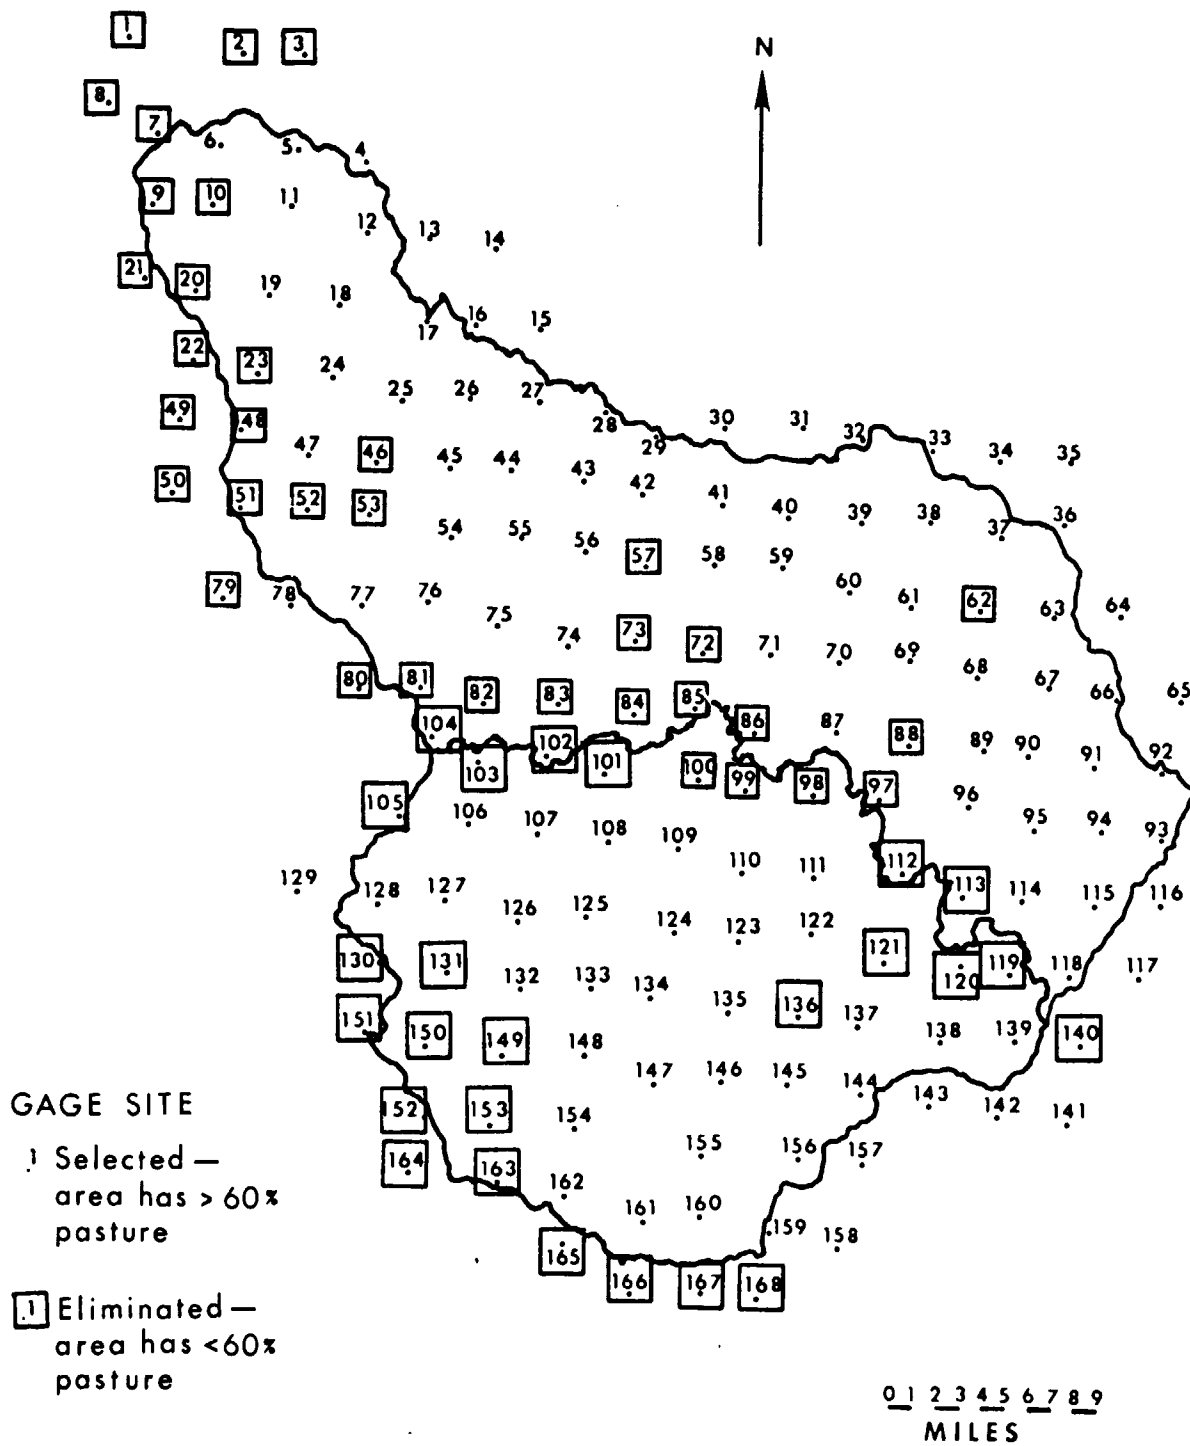 1
2 3
8
7
6 5 4
9 10 11
12 13 14
21 20 19 18
17 16 15
22 23 24
25 26 27
49 48 47 46 45 44 43 28 29 30 31 32 33 34 35
50 51 52 53 42 41 40 39 38 37 36
54 55 56 57 58 59
79 78 77 76 75 60 61 62 63 64
74 73 72 71 70 69 68 67 66 65
80 81 82 83 84 85
104 103 102 101 100 99 86 87 88 89 90 91 92
98 97 96 95 94 93
105 106 107 108 109
110 111 112 113 114 115 116
129 128 127 126 125 124 123 122 121
130 131 132 133 134 135 136 137 120 119 118 117
151 150 149 148 138 139 140
147 146 145 144 143 142 141
152 153 154
164 163 162 155 156 157
161 160 159 158
165
166 167 168
N
GAGE SITE
.1 Selected —
area has > 60%
pasture
.1 Eliminated —
area has <60%
pasture
0 1 2 3 4 5 6 7 8 9
MILES